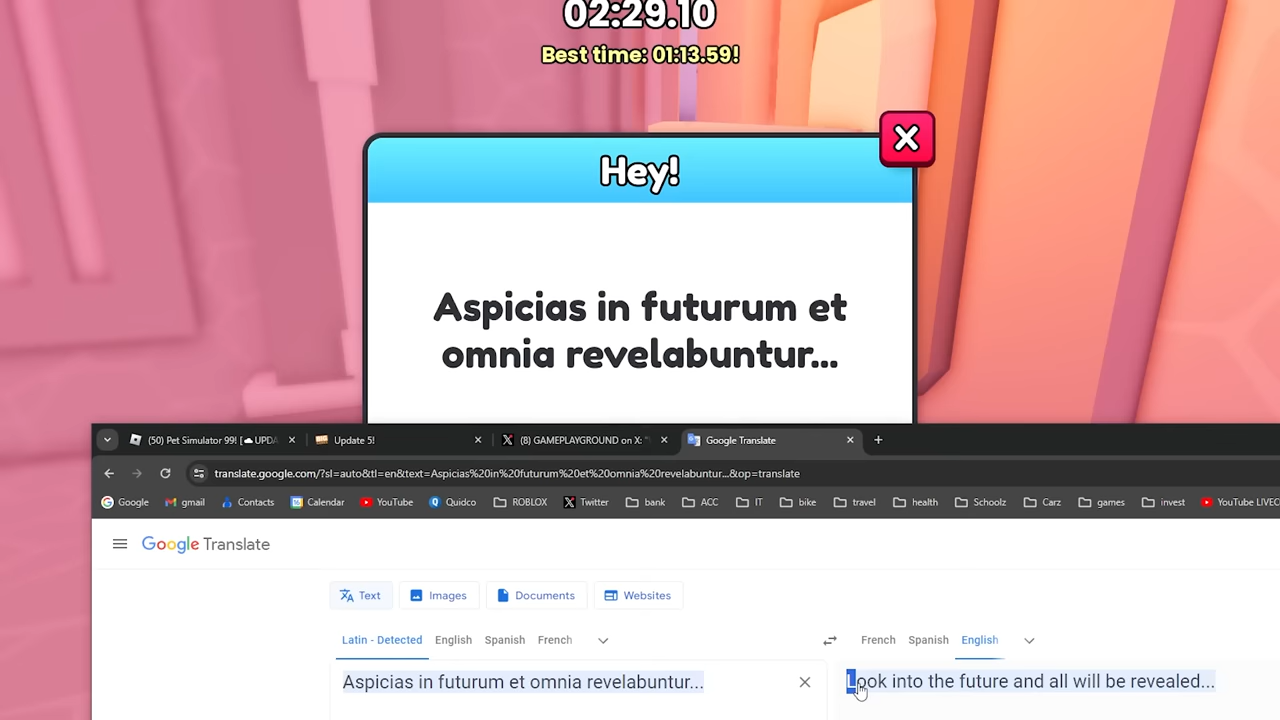 02:29.10
Best time: 01:13.59!
Hey!
Aspicias in futurum et
omnia revelabuntur...
(50) Pet Simulator 99! [☁UPDA
Update 5!
(8) GAMEPLAYGROUND on X: "
Google Translate
translate.google.com/?sl=auto&tl=en&text=Aspicias%20in%20futurum%20et%20omnia%20revelabuntur...&op=translate
Google gmail Contacts Calendar YouTube Quidco ROBLOX Twitter bank ACC IT bike travel health Schoolz Carz games invest YouTube LIVEC
Google Translate
Text Images Documents Websites
Latin - Detected English Spanish French French Spanish English
Aspicias in futurum et omnia revelabuntur... Look into the future and all will be revealed...